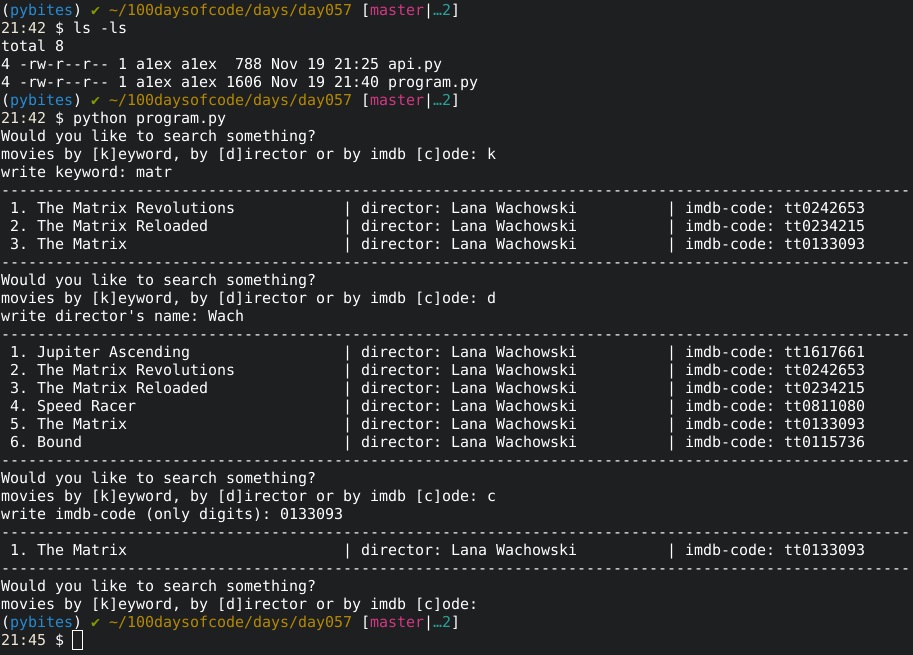 (pybites) ✔ ~/100daysofcode/days/day057 [master|…2]
21:42 $ ls -ls
total 8
4 -rw-r--r-- 1 a1ex a1ex  788 Nov 19 21:25 api.py
4 -rw-r--r-- 1 a1ex a1ex 1606 Nov 19 21:40 program.py
(pybites) ✔ ~/100daysofcode/days/day057 [master|…2]
21:42 $ python program.py
Would you like to search something?
movies by [k]eyword, by [d]irector or by imdb [c]ode: k
write keyword: matr
-----------------------------------------------------------------------------------------------------
 1. The Matrix Revolutions            | director: Lana Wachowski          | imdb-code: tt0242653
 2. The Matrix Reloaded               | director: Lana Wachowski          | imdb-code: tt0234215
 3. The Matrix                        | director: Lana Wachowski          | imdb-code: tt0133093
-----------------------------------------------------------------------------------------------------
Would you like to search something?
movies by [k]eyword, by [d]irector or by imdb [c]ode: d
write director's name: Wach
-----------------------------------------------------------------------------------------------------
 1. Jupiter Ascending                 | director: Lana Wachowski          | imdb-code: tt1617661
 2. The Matrix Revolutions            | director: Lana Wachowski          | imdb-code: tt0242653
 3. The Matrix Reloaded               | director: Lana Wachowski          | imdb-code: tt0234215
 4. Speed Racer                       | director: Lana Wachowski          | imdb-code: tt0811080
 5. The Matrix                        | director: Lana Wachowski          | imdb-code: tt0133093
 6. Bound                             | director: Lana Wachowski          | imdb-code: tt0115736
-----------------------------------------------------------------------------------------------------
Would you like to search something?
movies by [k]eyword, by [d]irector or by imdb [c]ode: c
write imdb-code (only digits): 0133093
-----------------------------------------------------------------------------------------------------
 1. The Matrix                        | director: Lana Wachowski          | imdb-code: tt0133093
-----------------------------------------------------------------------------------------------------
Would you like to search something?
movies by [k]eyword, by [d]irector or by imdb [c]ode:
(pybites) ✔ ~/100daysofcode/days/day057 [master|…2]
21:45 $